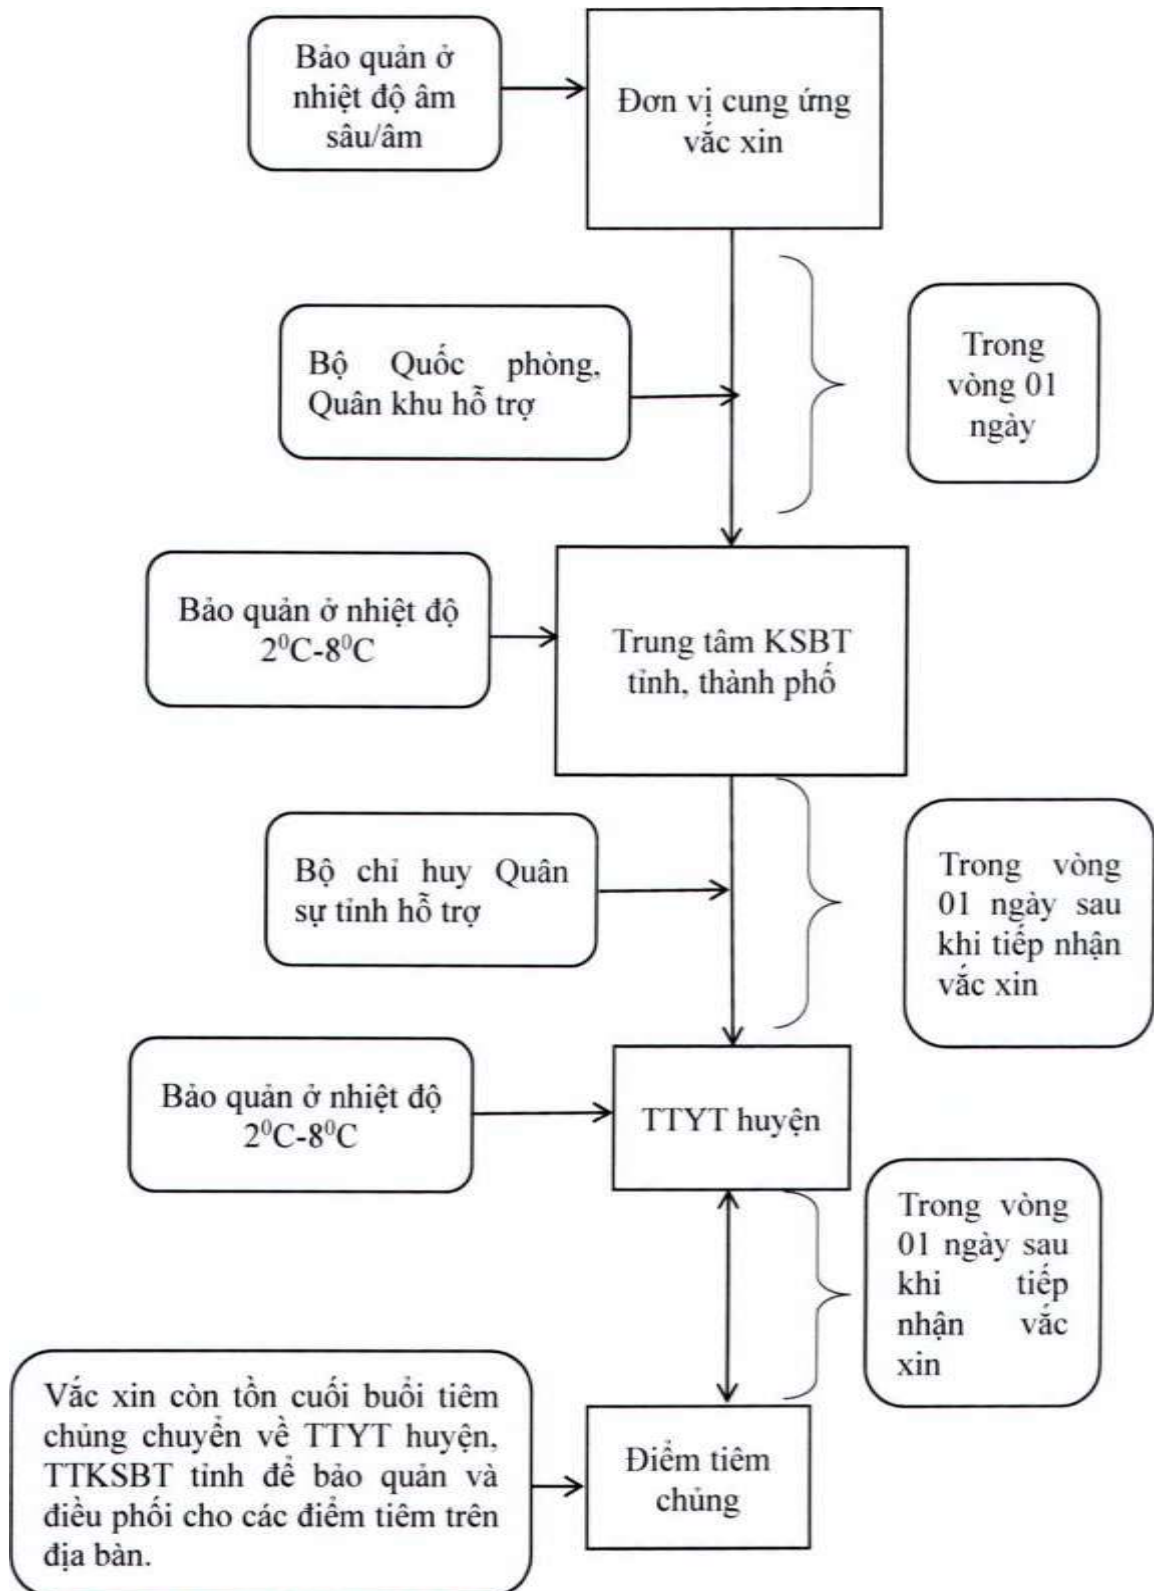 Bảo quản ở
nhiệt độ âm
sâu/âm
Đơn vị cung ứng
vắc xin
Bộ Quốc phòng,
Quân khu hỗ trợ
Trong
vòng 01
ngày
Bảo quản ở nhiệt độ
2⁰C-8⁰C
Trung tâm KSBT
tỉnh, thành phố
Bộ chỉ huy Quân
sự tỉnh hỗ trợ
Trong vòng
01 ngày sau
khi tiếp nhận
vắc xin
Bảo quản ở nhiệt độ
2⁰C-8⁰C
TTYT huyện
Trong vòng
01 ngày sau
khi tiếp
nhận vắc
xin
Vắc xin còn tồn cuối buổi tiêm
chủng chuyển về TTYT huyện,
TTKSBT tỉnh để bảo quản và
điều phối cho các điểm tiêm trên
địa bàn.
Điểm tiêm
chủng